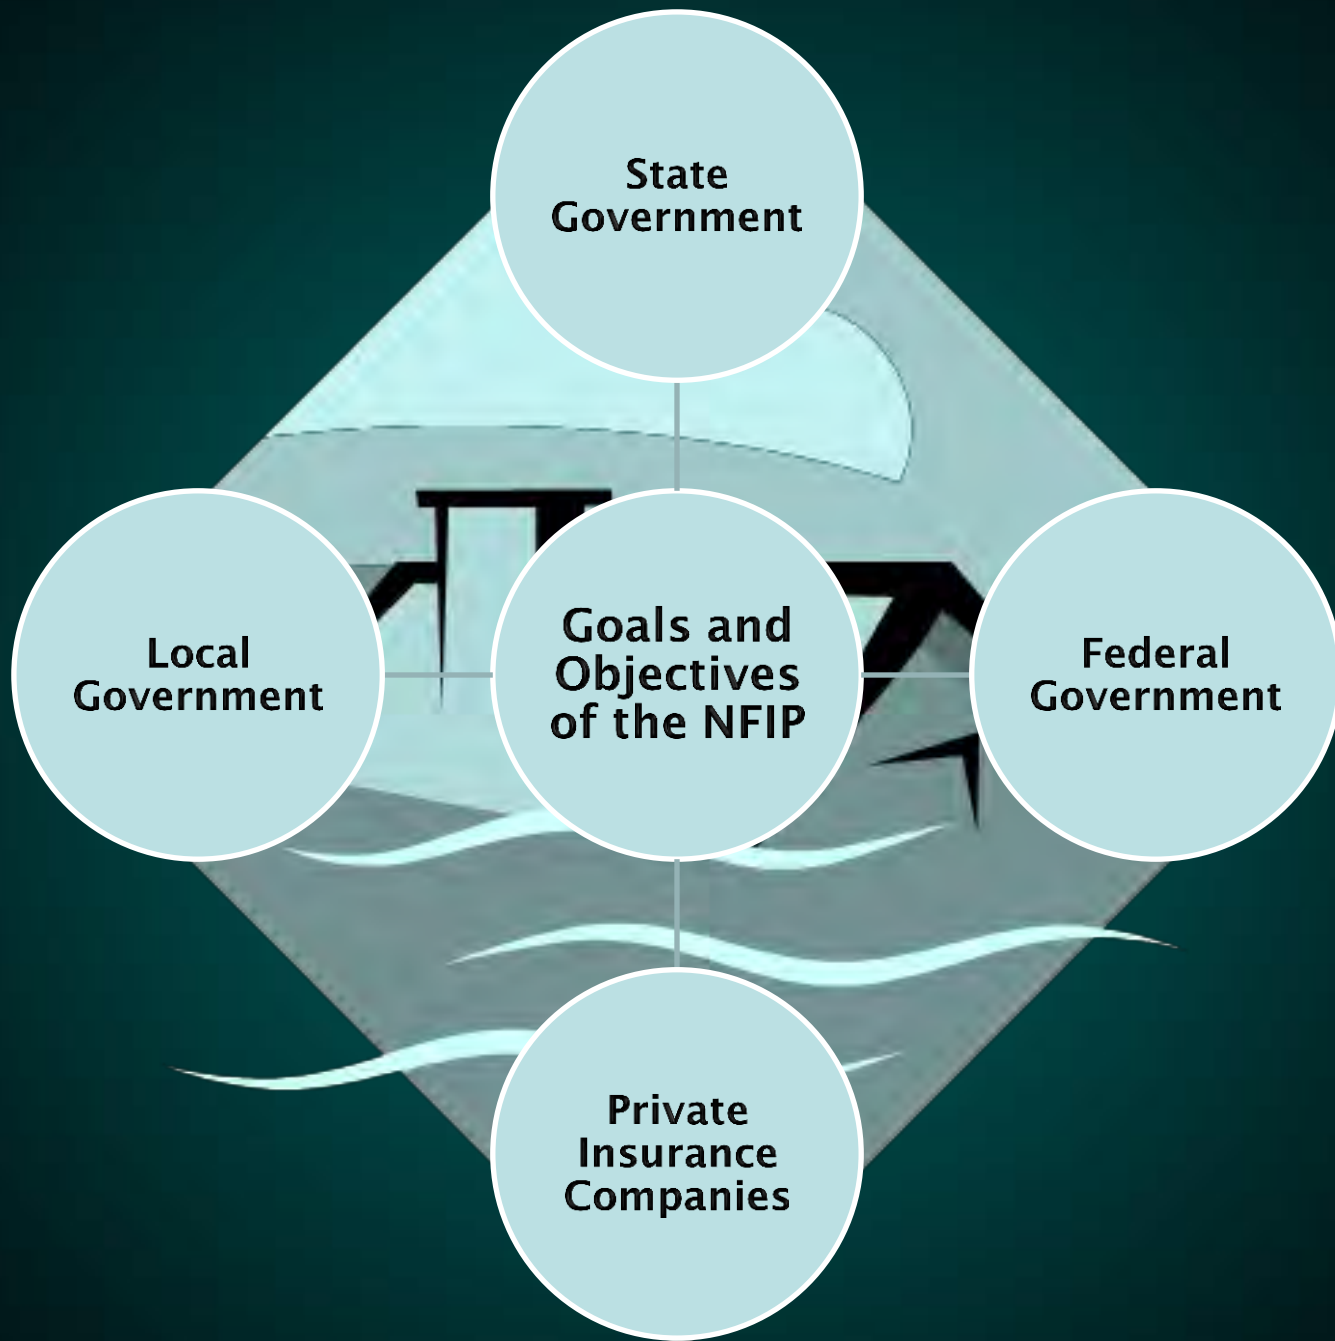 State
Government
Local
Government
Goals and
Objectives
of the NFIP
Federal
Government
Private
Insurance
Companies